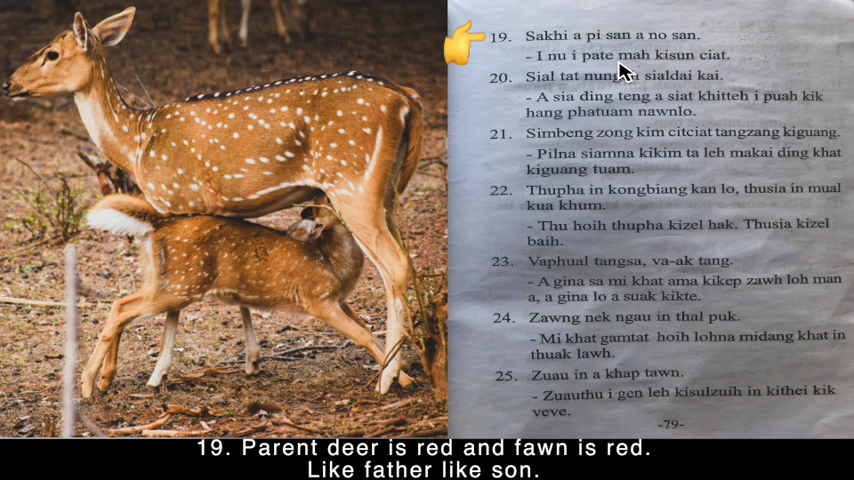 19. Sakhi a pi san a no san.
- I nu i pate mah kisun ciat.
20. Sial tat nung a sialdai kai.
- A sia ding teng a siat khitteh i puah kik
hang phatuam nawnlo.
21. Simbeng zong kim citciat tangzang kiguang.
- Pilna siamna kikim ta leh makai ding khat
kiguang tuam.
22. Thupha in kongbiang kan lo, thusia in mual
kua khum.
- Thu hoih thupha kizel hak. Thusia kizel
baih.
23. Vaphual tangsa, va-ak tang.
- A gina sa mi khat ama kikep zawh loh man
a, a gina lo a suak kikte.
24. Zawng nek ngau in thal puk.
- Mi khat gamtat hoih lohna midang khat in
thuak lawh.
25. Zuau in a khap tawn.
- Zuauthu i gen leh kisulzuih in kithei kik
veve.
-79-
19. Parent deer is red and fawn is red.
Like father like son.